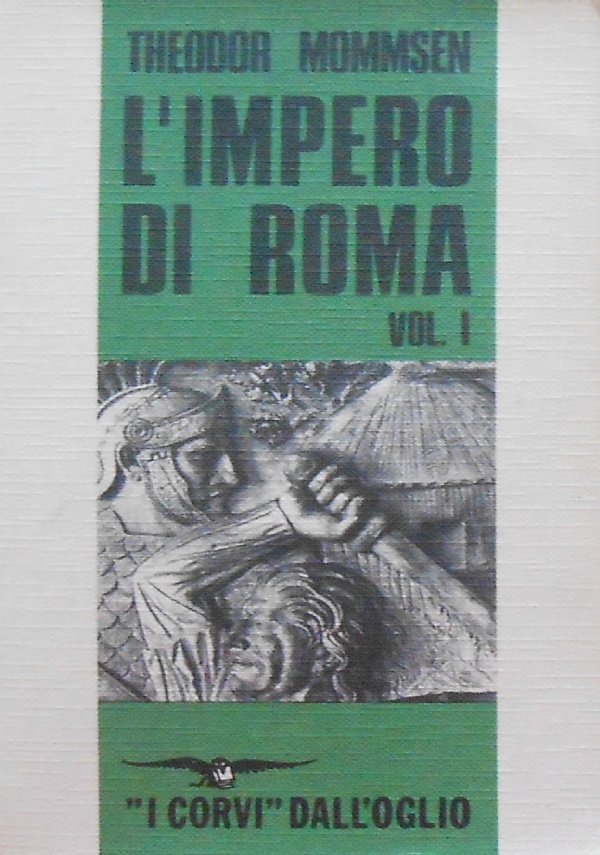 THEODOR MOMMSEN
L'IMPERO
DI ROMA
VOL. I
"I CORVI" DALL'OGLIO